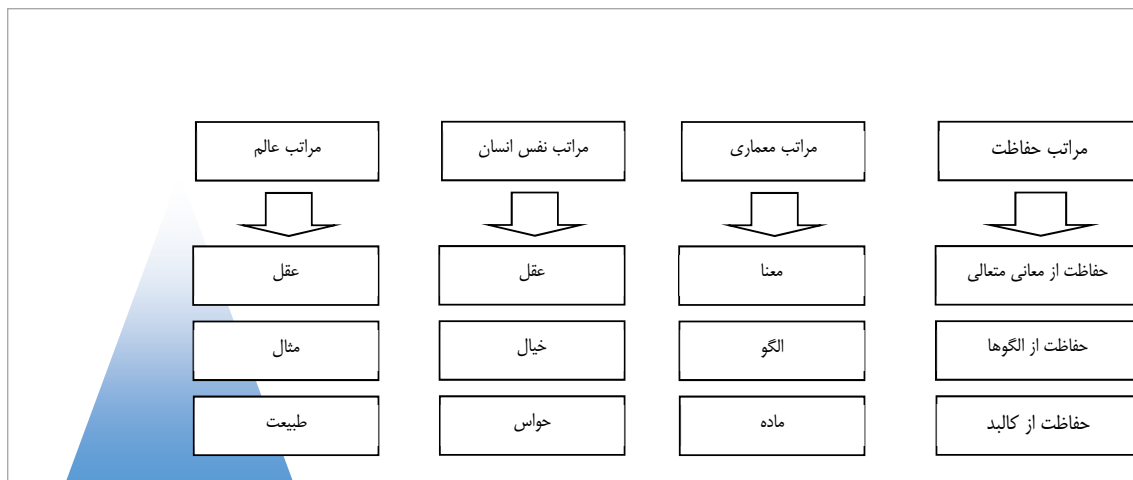 مراتب حفاظت
مراتب معماری
مراتب نفس انسان
مراتب عالم
حفاظت از معانی متعالی
معنا
عقل
عقل
حفاظت از الگوها
الگو
خیال
مثال
حفاظت از کالبد
ماده
حواس
طبیعت